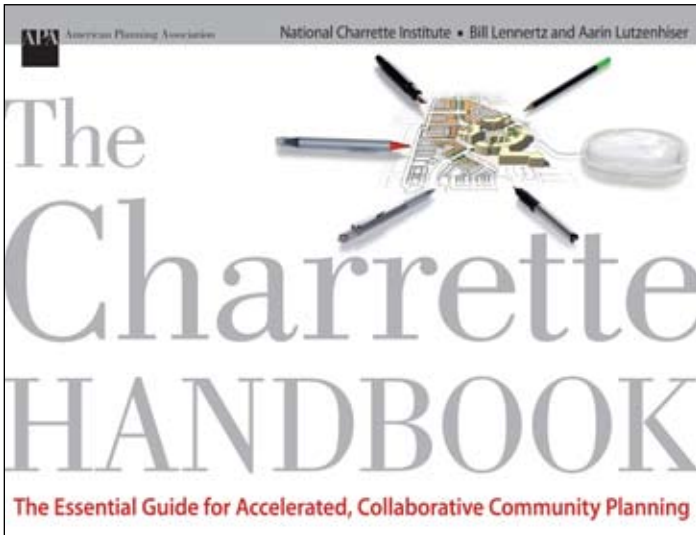 APA American Planning Association
National Charrette Institute ▪ Bill Lennertz and Aarin Lutzenhiser
The
Charrette
HANDBOOK
The Essential Guide for Accelerated, Collaborative Community Planning